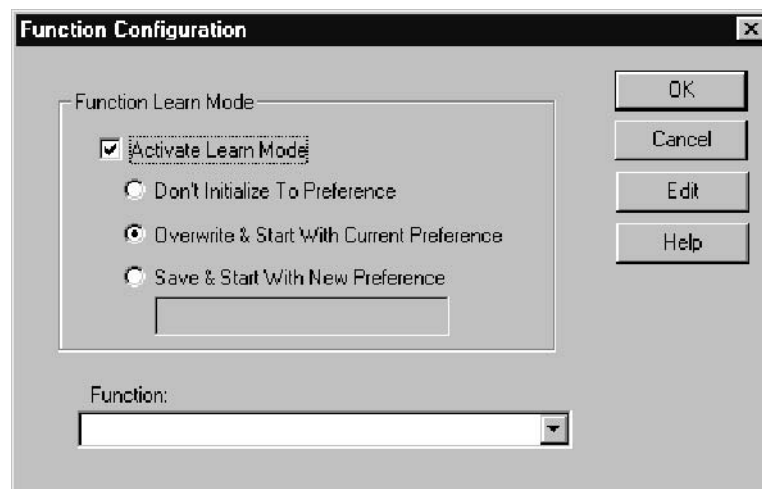 Function Configuration
Function Learn Mode
Activate Learn Mode
Don't Initialize To Preference
Overwrite & Start With Current Preference
Save & Start With New Preference
Function:
OK
Cancel
Edit
Help